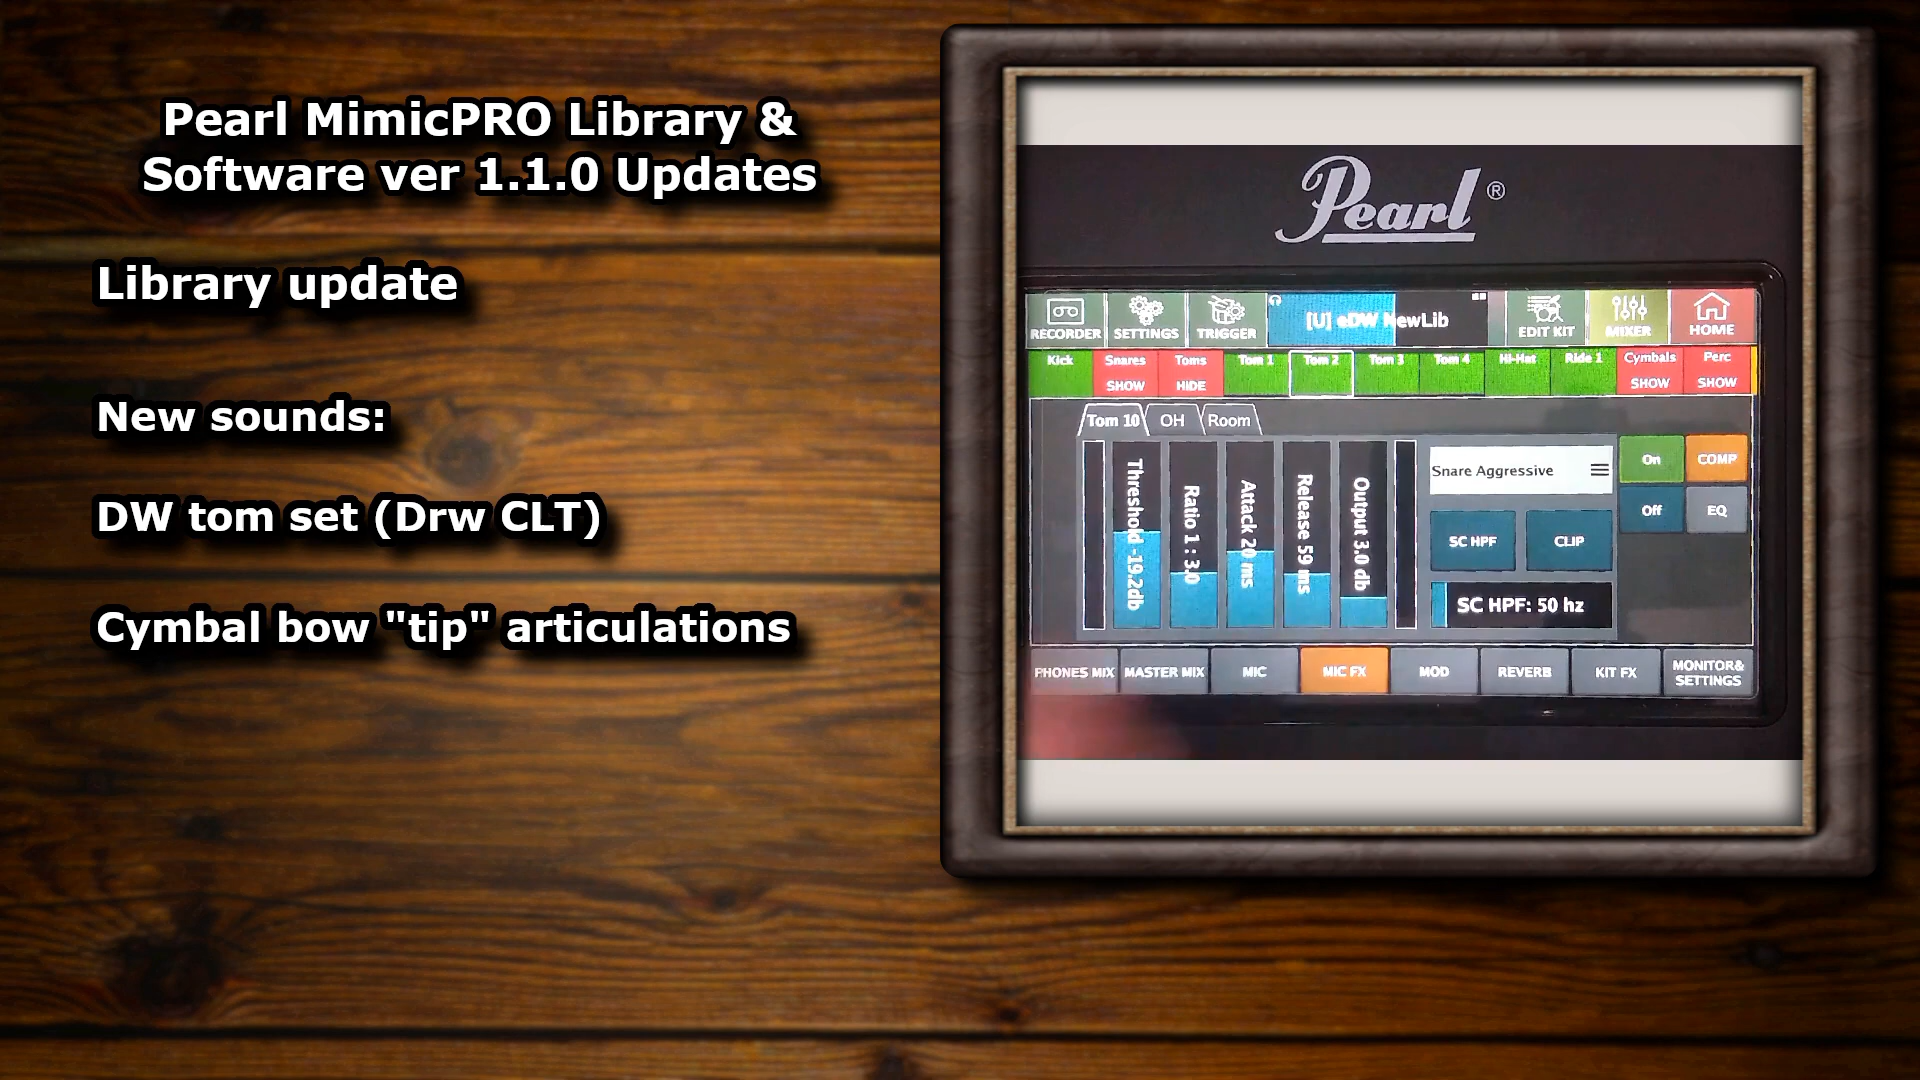 Pearl MimicPRO Library &
Software ver 1.1.0 Updates
Library update
New sounds:
DW tom set (Drw CLT)
Cymbal bow "tip" articulations
Pearl ®
RECORDER SETTINGS TRIGGER [U] eDW NewLib EDIT KIT MIXER HOME
Kick Snares Toms Tom 1 Tom 2 Tom 3 Tom 4 Hi-Hat Ride 1 Cymbals Perc
SHOW HIDE SHOW SHOW
Tom 10 OH Room
Threshold -19.2db
Ratio 1 : 3.0
Attack 20 ms
Release 59 ms
Output 3.0 db
Snare Aggressive
On COMP
Off EQ
SC HPF CLIP
SC HPF: 50 hz
PHONES MIX MASTER MIX MIC MIC FX MOD REVERB KIT FX MONITOR&
SETTINGS